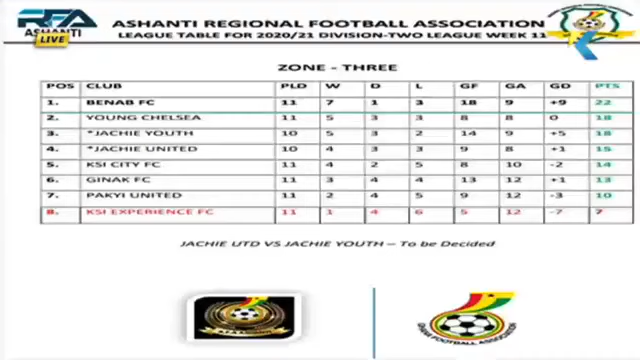 RFA
ASHANTI
LIVE
ASHANTI REGIONAL FOOTBALL ASSOCIATION
LEAGUE TABLE FOR 2020/21 DIVISION-TWO LEAGUE WEEK 11
ZONE - THREE
POS CLUB PLD W D L GF GA GD PTS
1. BENAB FC 11 7 1 3 18 9 +9 22
2. YOUNG CHELSEA 11 5 3 3 8 8 0 18
3. *JACHIE YOUTH 10 5 3 2 14 9 +5 18
4. *JACHIE UNITED 10 4 3 3 9 8 +1 15
5. KSI CITY FC 11 4 2 5 8 10 -2 14
6. GINAK FC 11 3 4 4 13 12 +1 13
7. PAKYI UNITED 11 2 4 5 9 12 -3 10
8. KSI EXPERIENCE FC 11 1 4 6 5 12 -7 7
JACHIE UTD VS JACHIE YOUTH – To be Decided
GHANA FOOTBALL ASSOCIATION